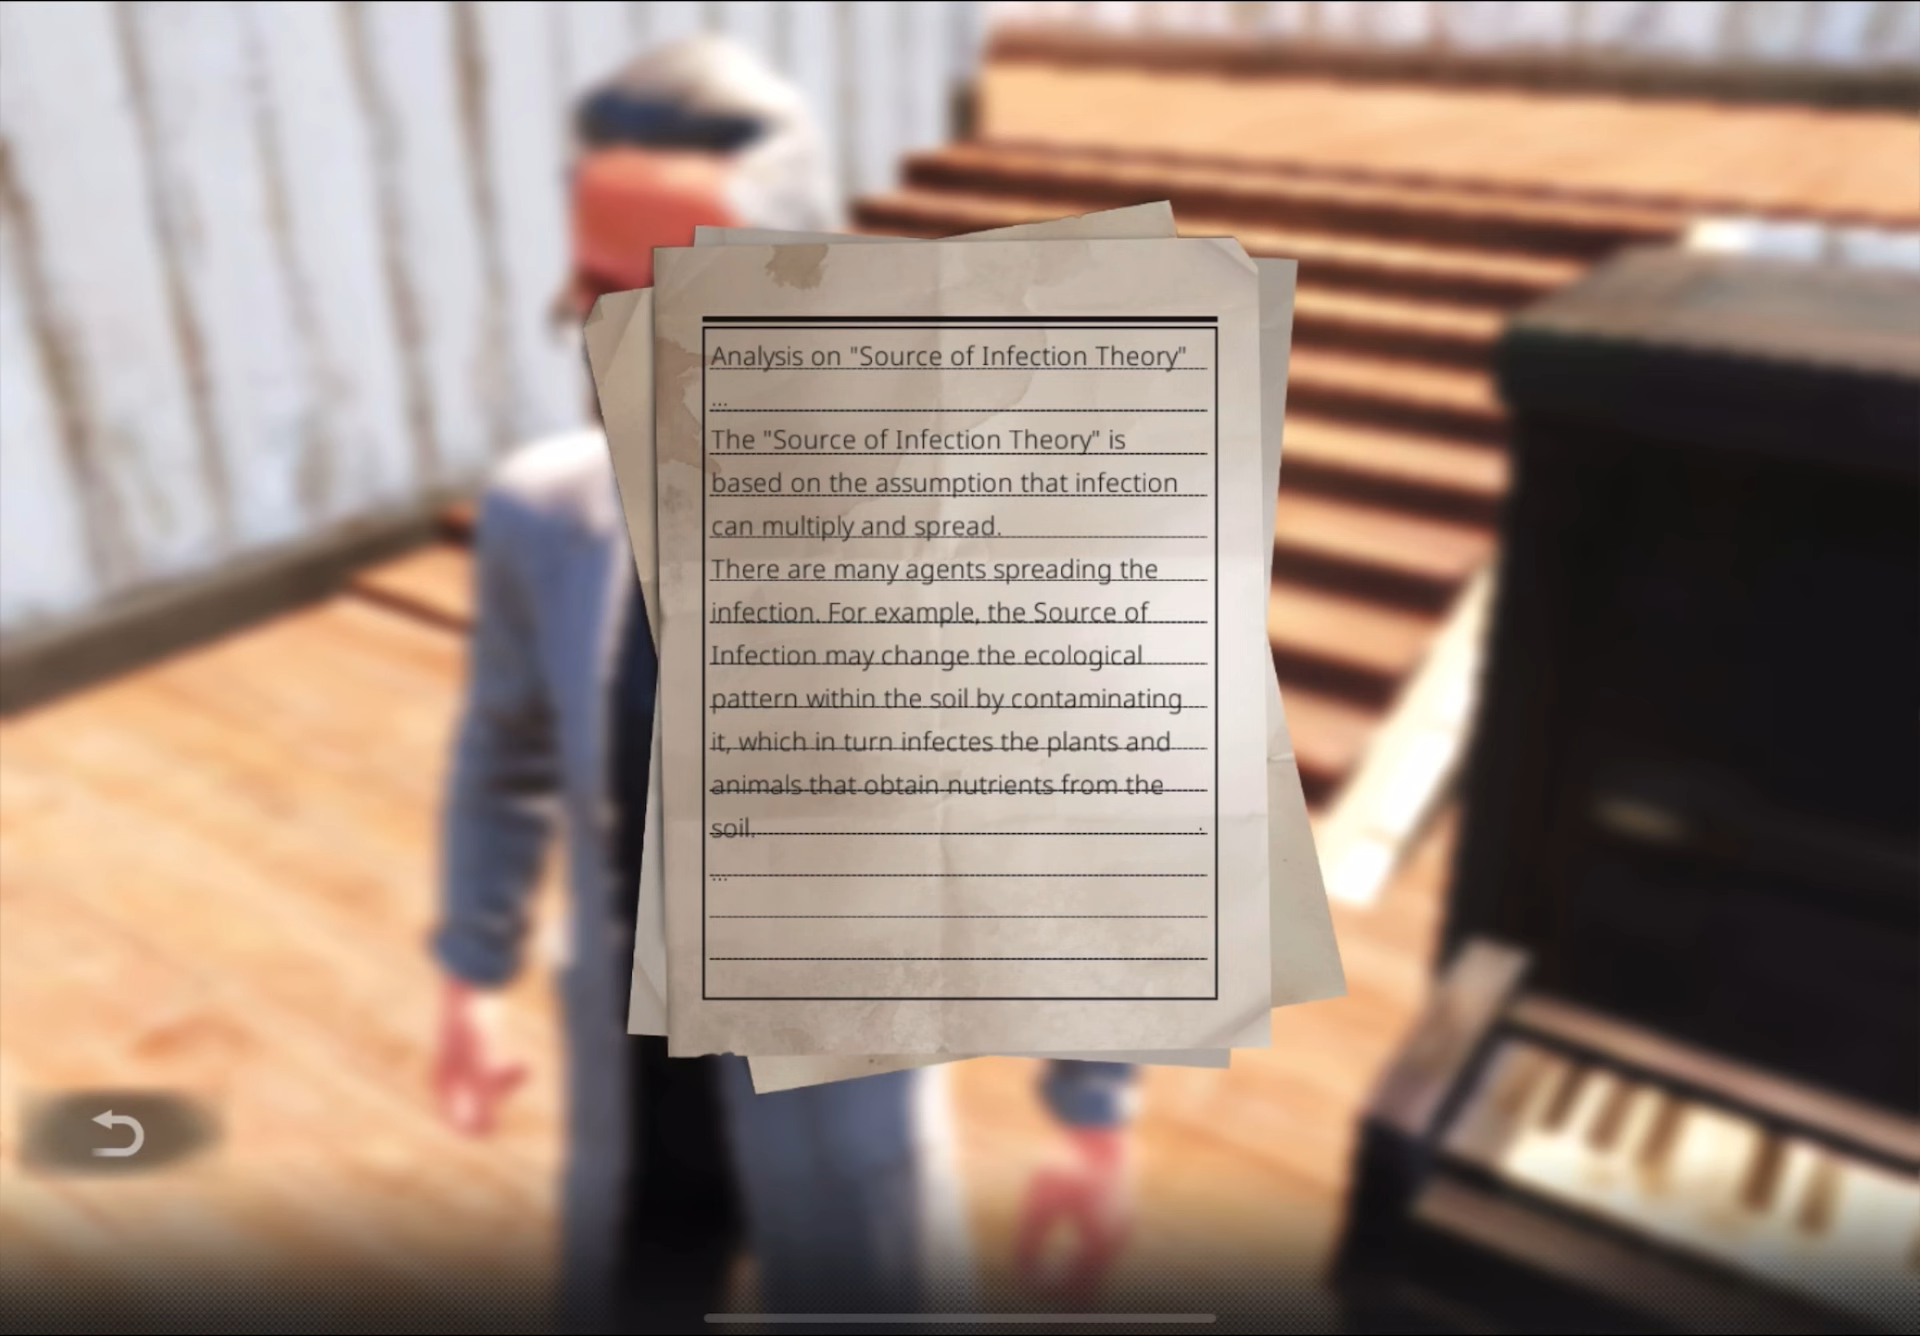 Analysis on "Source of Infection Theory"
...
The "Source of Infection Theory" is
based on the assumption that infection
can multiply and spread.
There are many agents spreading the
infection. For example, the Source of
Infection may change the ecological
pattern within the soil by contaminating
it, which in turn infectes the plants and
animals that obtain nutrients from the
soil.
...